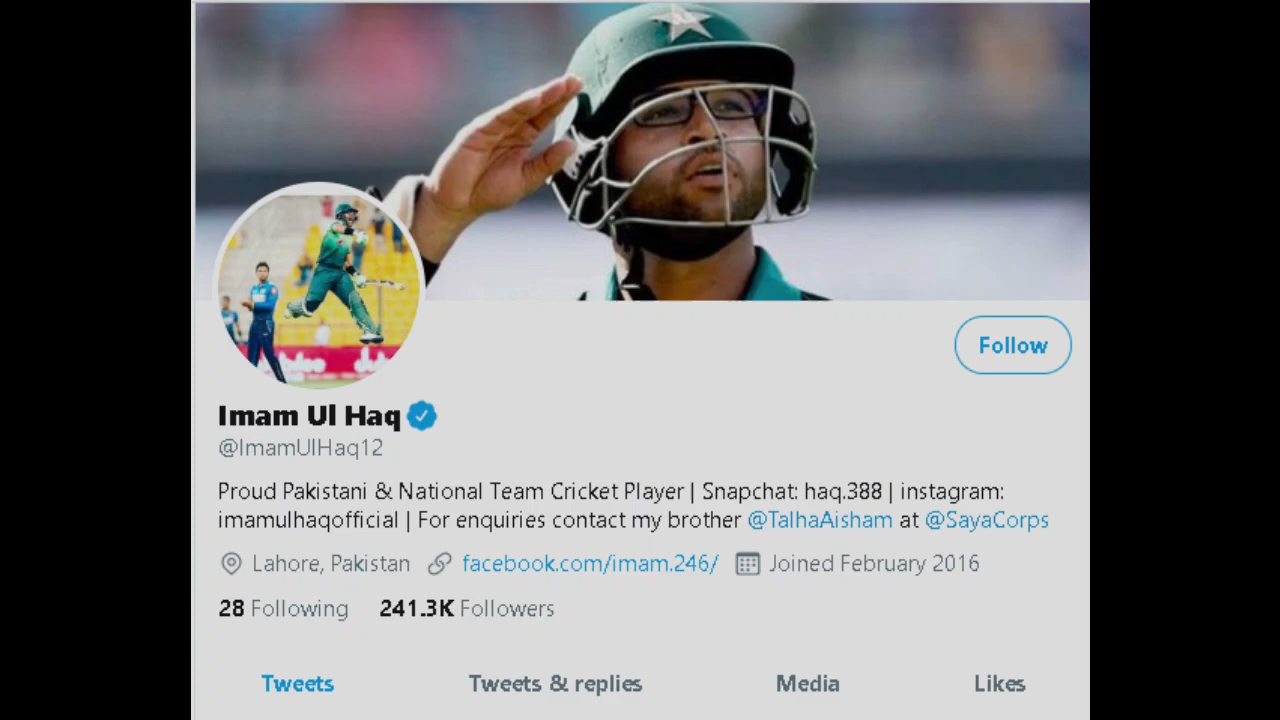 Follow
Imam Ul Haq
@ImamUlHaq12
Proud Pakistani & National Team Cricket Player | Snapchat: haq.388 | instagram:
imamulhaqofficial | For enquiries contact my brother @TalhaAisham at @SayaCorps
Lahore, Pakistan facebook.com/imam.246/ Joined February 2016
28 Following 241.3K Followers
Tweets Tweets & replies Media Likes